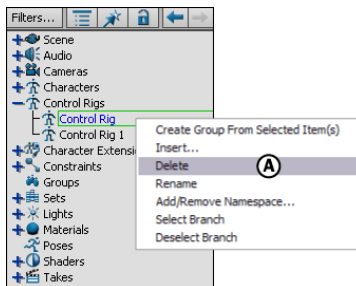 Filters...
Scene
Audio
Cameras
Characters
Control Rigs
Control Rig
Control Rig 1
Character Extensi
Constraints
Groups
Sets
Lights
Materials
Poses
Shaders
Takes
Create Group From Selected Item(s)
Insert...
Delete
A
Rename
Add/Remove Namespace...
Select Branch
Deselect Branch